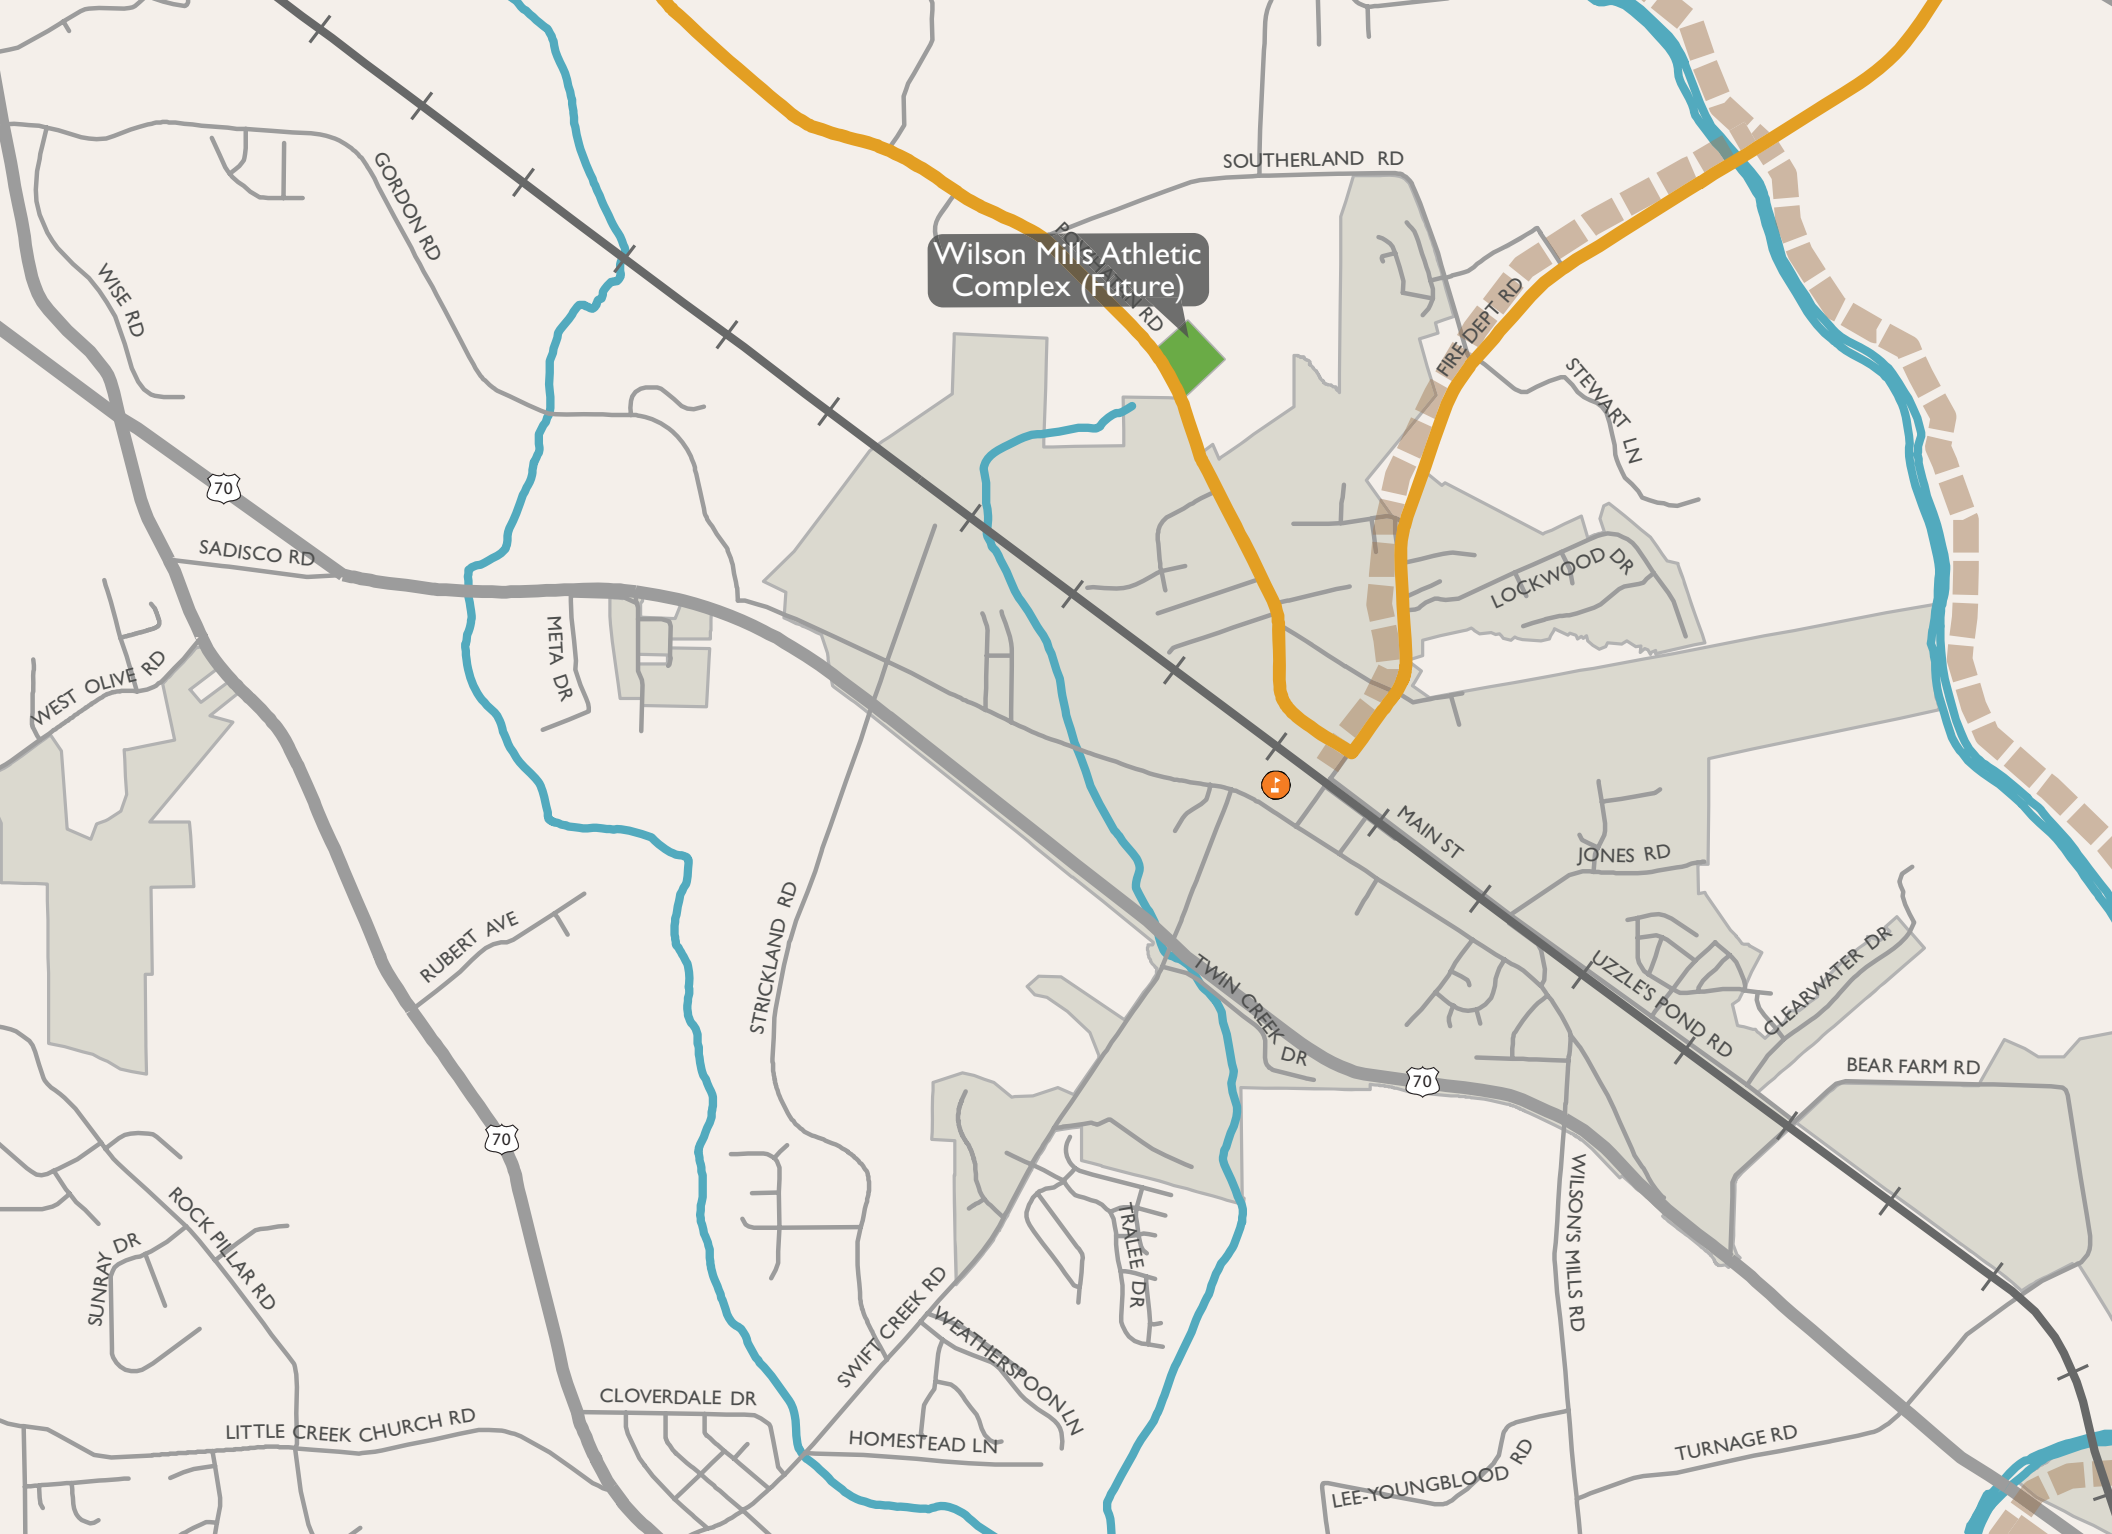 SOUTHERLAND RD
GORDON RD
Wilson Mills Athletic
Complex (Future)
WISE RD
FIRE DEPT RD
STEWART LN
70
SADISCO RD
LOCKWOOD DR
META DR
WEST OLIVE RD
MAIN ST
JONES RD
STRICKLAND RD
RUBERT AVE
TWIN CREEK DR
UZZLE'S POND RD
CLEARWATER DR
BEAR FARM RD
70
70
WILSON'S MILLS RD
ROCK PILLAR RD
SUNRAY DR
TRALEE DR
SWIFT CREEK RD
WEATHERSPOON LN
CLOVERDALE DR
LITTLE CREEK CHURCH RD
HOMESTEAD LN
TURNAGE RD
LEE-YOUNGBLOOD RD